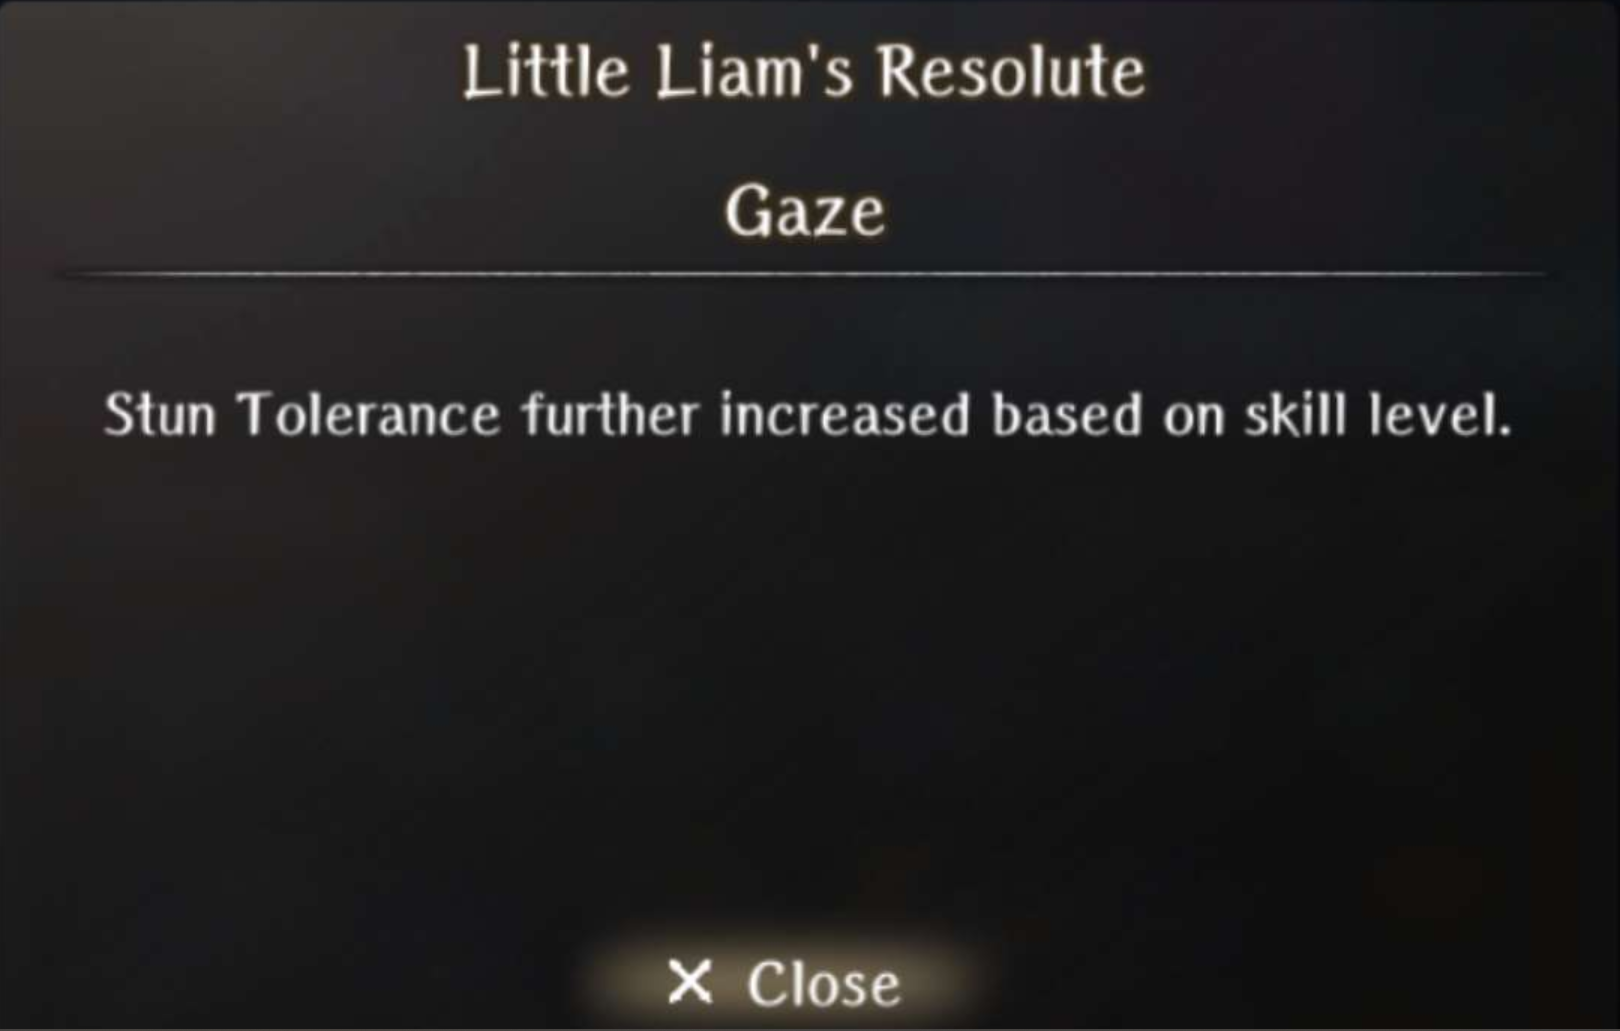 Little Liam's Resolute
Gaze
Stun Tolerance further increased based on skill level.
✕ Close